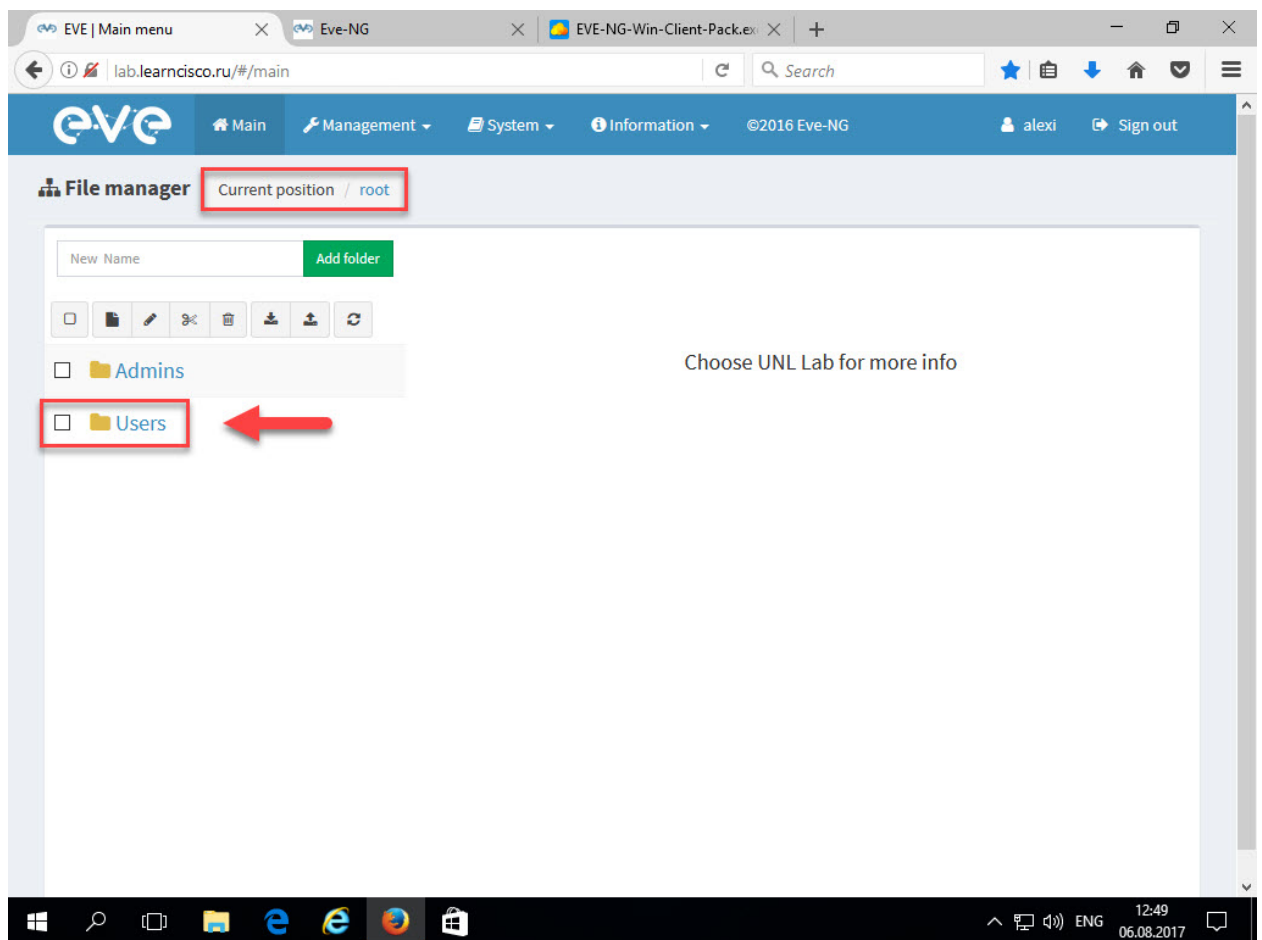 EVE | Main menu
Eve-NG
EVE-NG-Win-Client-Pack.ex
lab.learncisco.ru/#/main
Search
eve
Main
Management
System
Information
©2016 Eve-NG
alexi
Sign out
File manager
Current position / root
New Name
Add folder
Admins
Choose UNL Lab for more info
Users
ENG
12:49
06.08.2017